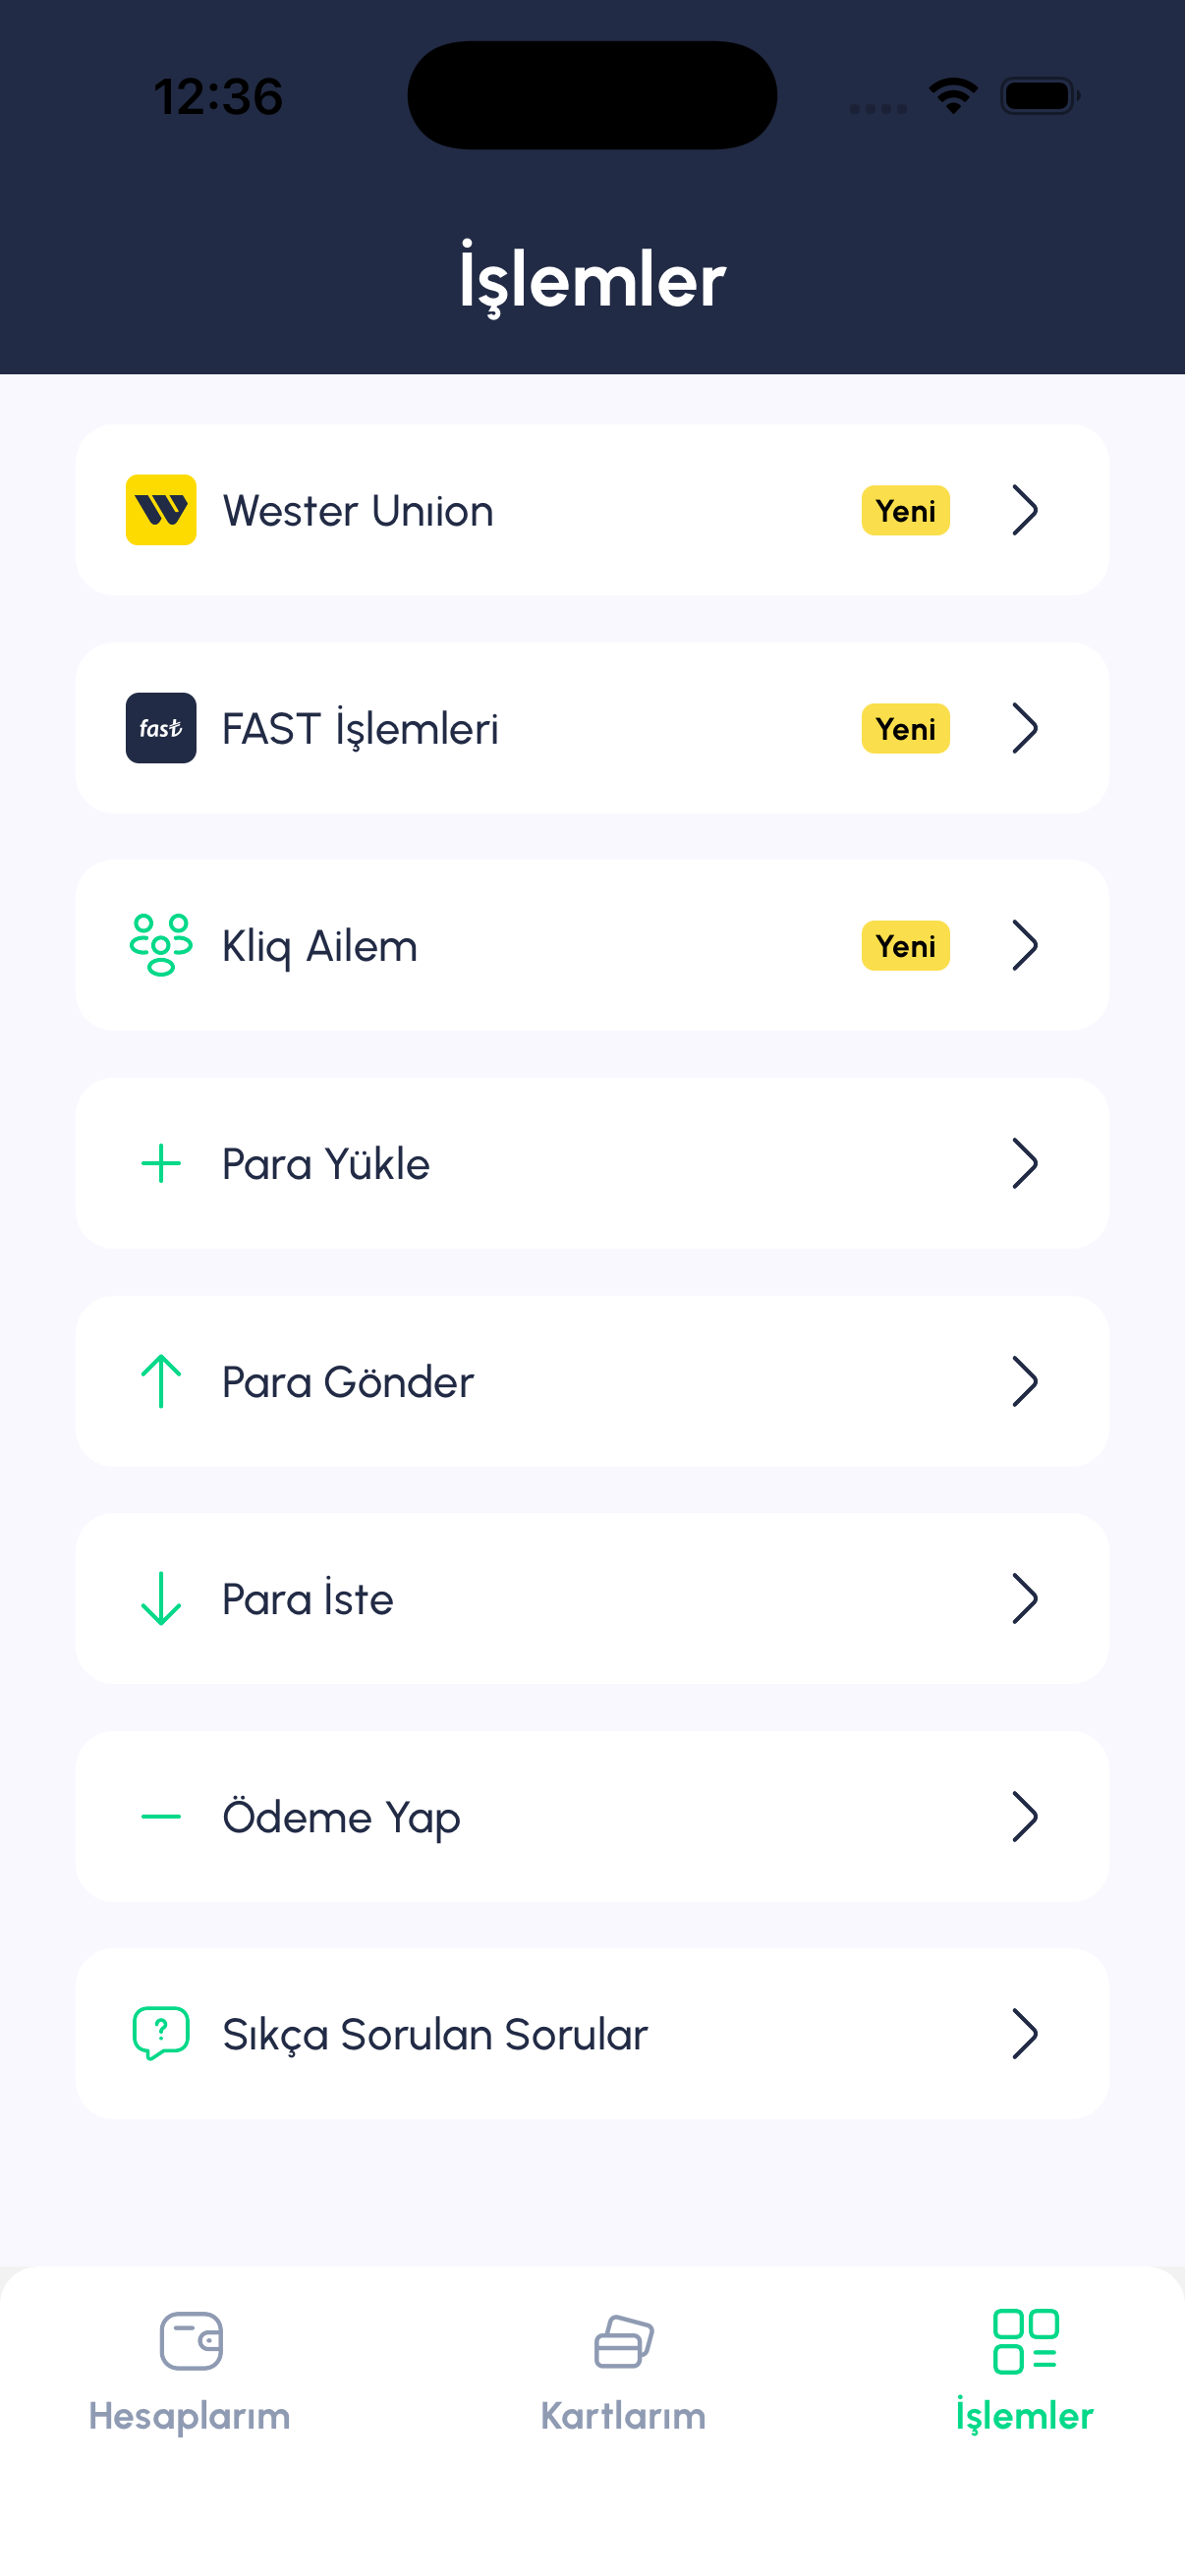 12:36
İşlemler
Wester Unıion
Yeni
fast
FAST İşlemleri
Yeni
Kliq Ailem
Yeni
Para Yükle
Para Gönder
Para İste
Ödeme Yap
Sıkça Sorulan Sorular
Hesaplarım
Kartlarım
İşlemler